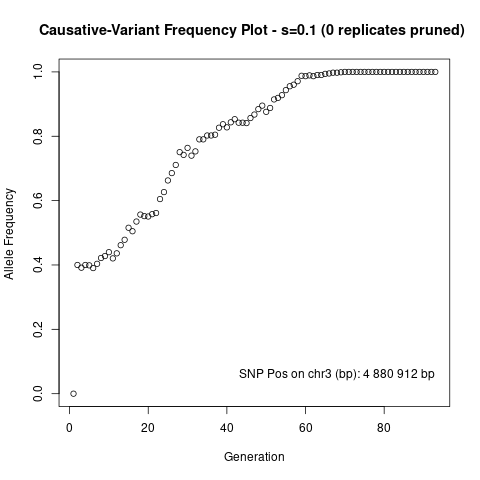 Causative-Variant Frequency Plot - s=0.1 (0 replicates pruned)
1.0
0.8
0.6
0.4
0.2
0.0
Allele Frequency
SNP Pos on chr3 (bp): 4 880 912 bp
0 20 40 60 80
Generation